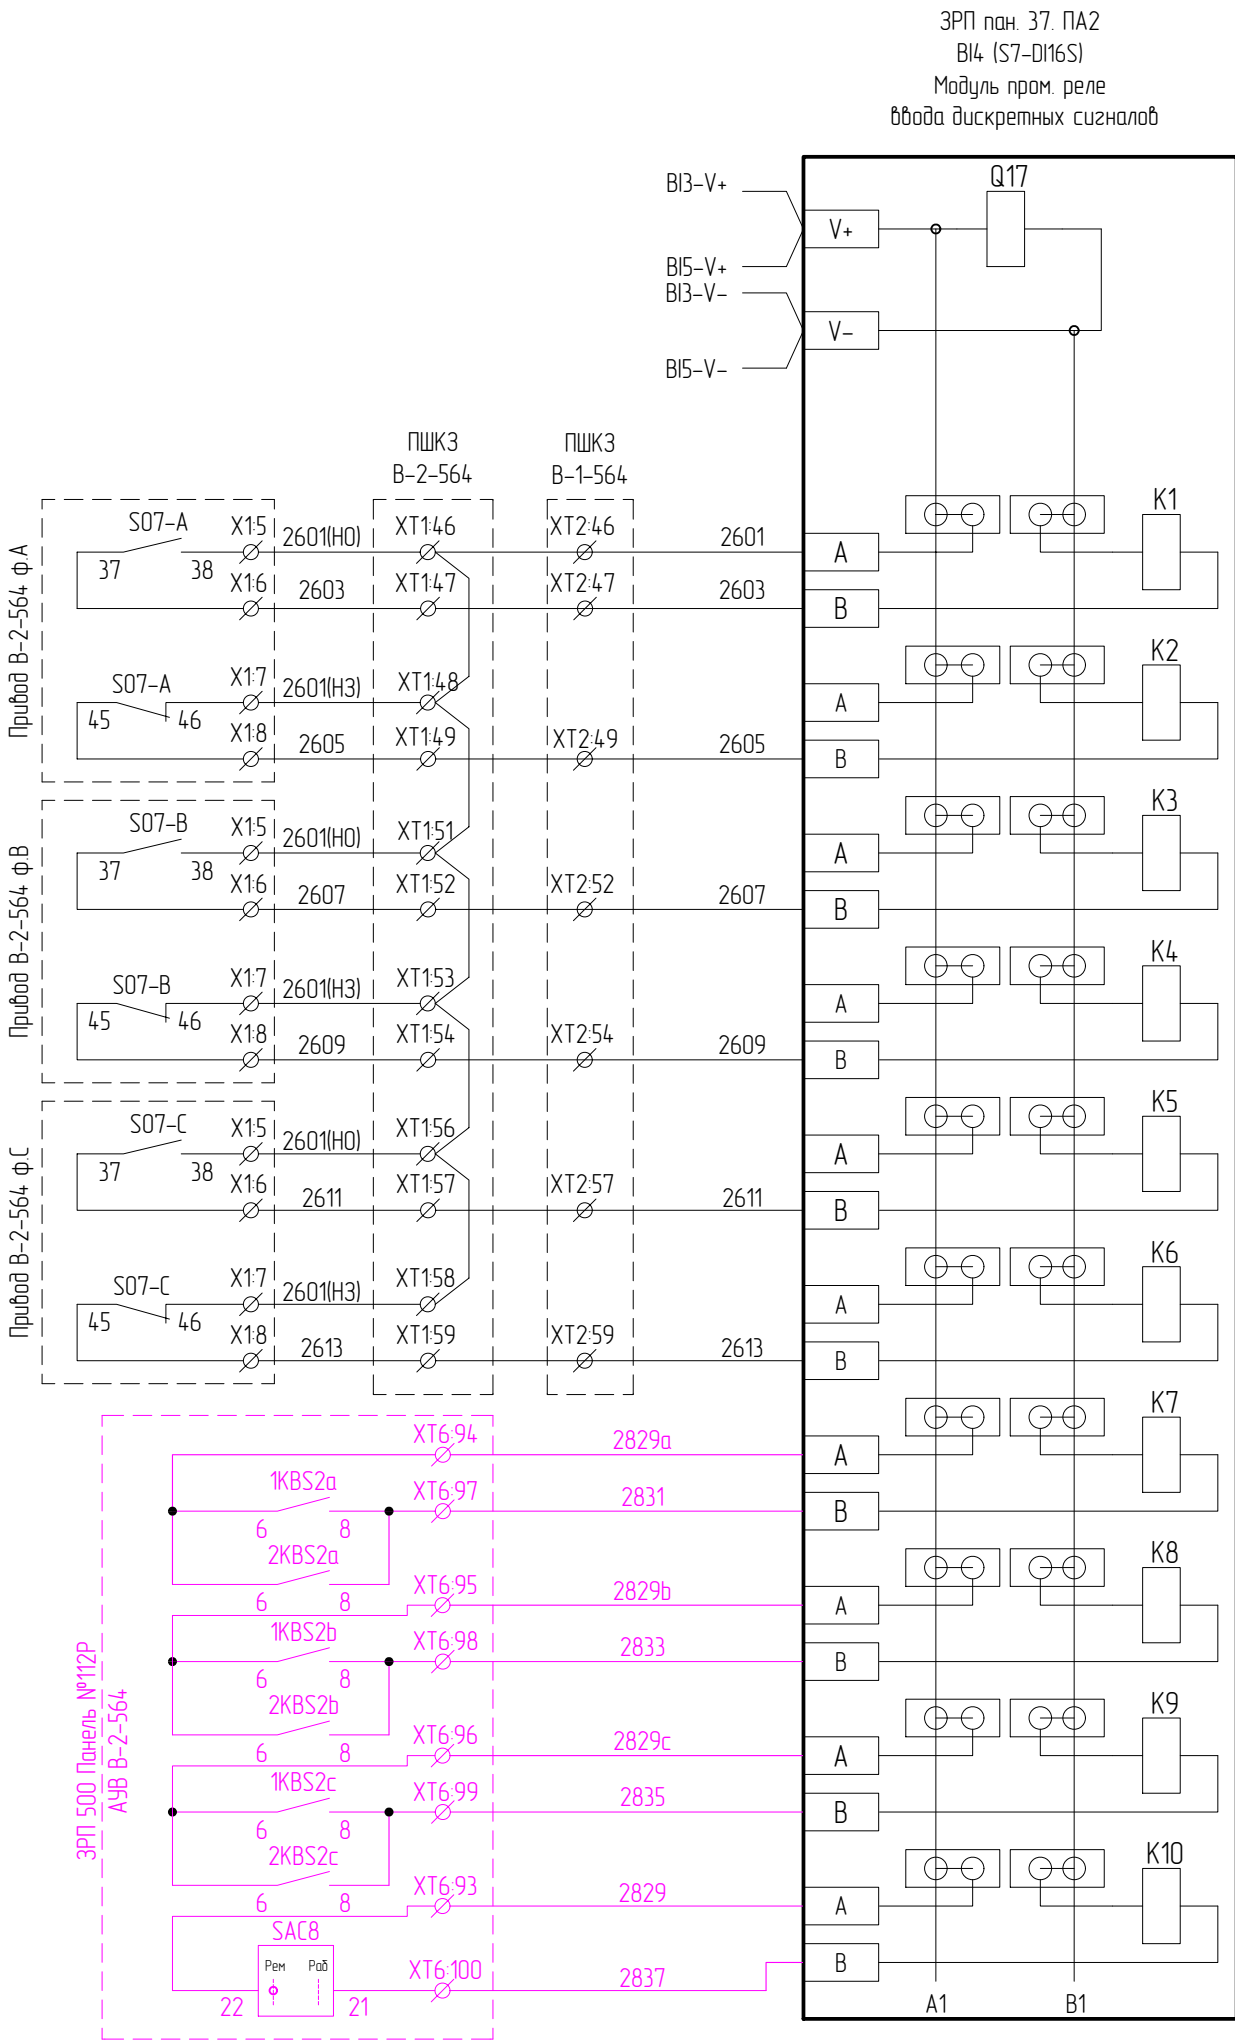 ЗРП пан. 37. ПА2
BI4 (S7-DI16S)
Модуль пром. реле
ввода дискретных сигналов
BI3-V+
V+
Q17
BI5-V+
BI3-V-
V-
BI5-V-
ПШК3
В-2-564
ПШК3
В-1-564
Привод В-2-564 ф.А
S07-A
37
38
X1:5
2601(НО)
XT1:46
XT2:46
2601
A
K1
X1:6
2603
XT1:47
XT2:47
2603
B
S07-A
45
46
X1:7
2601(НЗ)
XT1:48
A
K2
X1:8
2605
XT1:49
XT2:49
2605
B
Привод В-2-564 ф.В
S07-B
37
38
X1:5
2601(НО)
XT1:51
A
K3
X1:6
2607
XT1:52
XT2:52
2607
B
S07-B
45
46
X1:7
2601(НЗ)
XT1:53
A
K4
X1:8
2609
XT1:54
XT2:54
2609
B
Привод В-2-564 ф.С
S07-C
37
38
X1:5
2601(НО)
XT1:56
A
K5
X1:6
2611
XT1:57
XT2:57
2611
B
S07-C
45
46
X1:7
2601(НЗ)
XT1:58
A
K6
X1:8
2613
XT1:59
XT2:59
2613
B
ЗРП 500 Панель №112Р
АУВ В-2-564
XT6:94
2829a
A
K7
1KBS2a
6
8
XT6:97
2831
B
2KBS2a
6
8
XT6:95
2829b
A
K8
1KBS2b
6
8
XT6:98
2833
B
2KBS2b
6
8
XT6:96
2829c
A
K9
1KBS2c
6
8
XT6:99
2835
B
2KBS2c
6
8
XT6:93
2829
A
K10
SAC8
Рем
Раб
22
21
XT6:100
2837
B
A1
B1